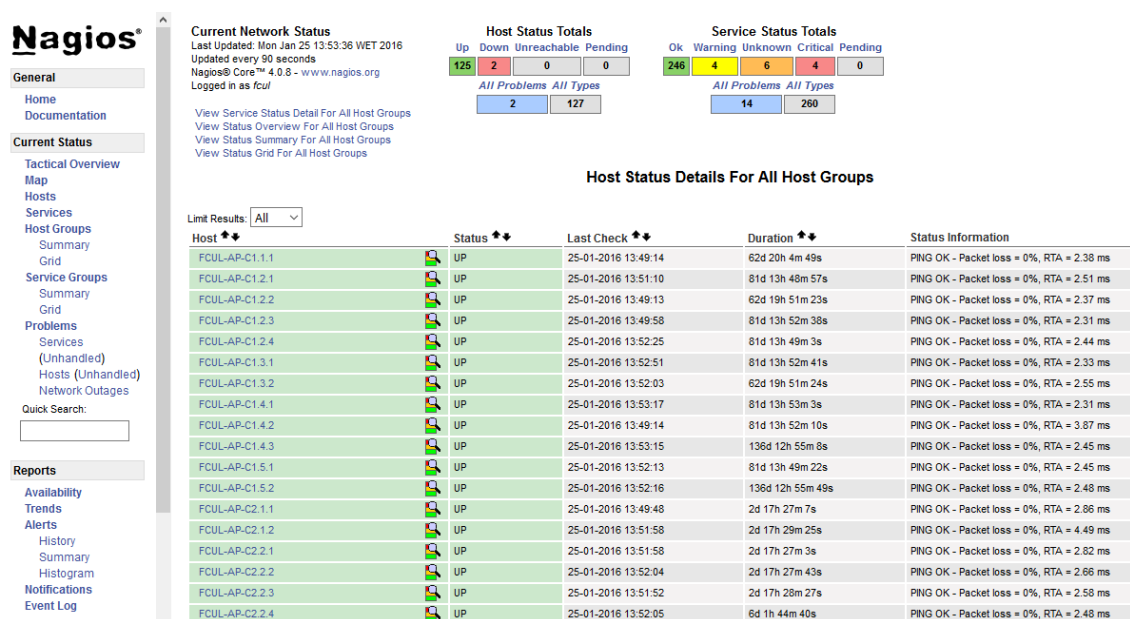 Nagios®
General
Home
Documentation
Current Status
Tactical Overview
Map
Hosts
Services
Host Groups
Summary
Grid
Service Groups
Summary
Grid
Problems
Services
(Unhandled)
Hosts (Unhandled)
Network Outages
Quick Search:
Reports
Availability
Trends
Alerts
History
Summary
Histogram
Notifications
Event Log
Current Network Status
Last Updated: Mon Jan 25 13:53:36 WET 2016
Updated every 90 seconds
Nagios® Core™ 4.0.8 - www.nagios.org
Logged in as fcul
View Service Status Detail For All Host Groups
View Status Overview For All Host Groups
View Status Summary For All Host Groups
View Status Grid For All Host Groups
Host Status Totals
Up Down Unreachable Pending
125 2 0 0
All Problems All Types
2 127
Service Status Totals
Ok Warning Unknown Critical Pending
246 4 6 4 0
All Problems All Types
14 260
Host Status Details For All Host Groups
Limit Results: All
Host Status Last Check Duration Status Information
FCUL-AP-C1.1.1 UP 25-01-2016 13:49:14 62d 20h 4m 49s PING OK - Packet loss = 0%, RTA = 2.38 ms
FCUL-AP-C1.2.1 UP 25-01-2016 13:51:10 81d 13h 48m 57s PING OK - Packet loss = 0%, RTA = 2.51 ms
FCUL-AP-C1.2.2 UP 25-01-2016 13:49:13 62d 19h 51m 23s PING OK - Packet loss = 0%, RTA = 2.37 ms
FCUL-AP-C1.2.3 UP 25-01-2016 13:49:58 81d 13h 52m 38s PING OK - Packet loss = 0%, RTA = 2.31 ms
FCUL-AP-C1.2.4 UP 25-01-2016 13:52:25 81d 13h 49m 3s PING OK - Packet loss = 0%, RTA = 2.44 ms
FCUL-AP-C1.3.1 UP 25-01-2016 13:52:51 81d 13h 52m 41s PING OK - Packet loss = 0%, RTA = 2.33 ms
FCUL-AP-C1.3.2 UP 25-01-2016 13:52:03 62d 19h 51m 24s PING OK - Packet loss = 0%, RTA = 2.55 ms
FCUL-AP-C1.4.1 UP 25-01-2016 13:53:17 81d 13h 53m 3s PING OK - Packet loss = 0%, RTA = 2.31 ms
FCUL-AP-C1.4.2 UP 25-01-2016 13:49:14 81d 13h 52m 10s PING OK - Packet loss = 0%, RTA = 3.87 ms
FCUL-AP-C1.4.3 UP 25-01-2016 13:53:15 136d 12h 55m 8s PING OK - Packet loss = 0%, RTA = 2.45 ms
FCUL-AP-C1.5.1 UP 25-01-2016 13:52:13 81d 13h 49m 22s PING OK - Packet loss = 0%, RTA = 2.45 ms
FCUL-AP-C1.5.2 UP 25-01-2016 13:52:16 136d 12h 55m 49s PING OK - Packet loss = 0%, RTA = 2.48 ms
FCUL-AP-C2.1.1 UP 25-01-2016 13:49:48 2d 17h 27m 7s PING OK - Packet loss = 0%, RTA = 2.86 ms
FCUL-AP-C2.1.2 UP 25-01-2016 13:51:58 2d 17h 29m 25s PING OK - Packet loss = 0%, RTA = 4.49 ms
FCUL-AP-C2.2.1 UP 25-01-2016 13:51:58 2d 17h 27m 3s PING OK - Packet loss = 0%, RTA = 2.82 ms
FCUL-AP-C2.2.2 UP 25-01-2016 13:52:04 2d 17h 27m 43s PING OK - Packet loss = 0%, RTA = 2.66 ms
FCUL-AP-C2.2.3 UP 25-01-2016 13:51:52 2d 17h 28m 27s PING OK - Packet loss = 0%, RTA = 2.58 ms
FCUL-AP-C2.2.4 UP 25-01-2016 13:52:05 6d 1h 44m 40s PING OK - Packet loss = 0%, RTA = 2.48 ms